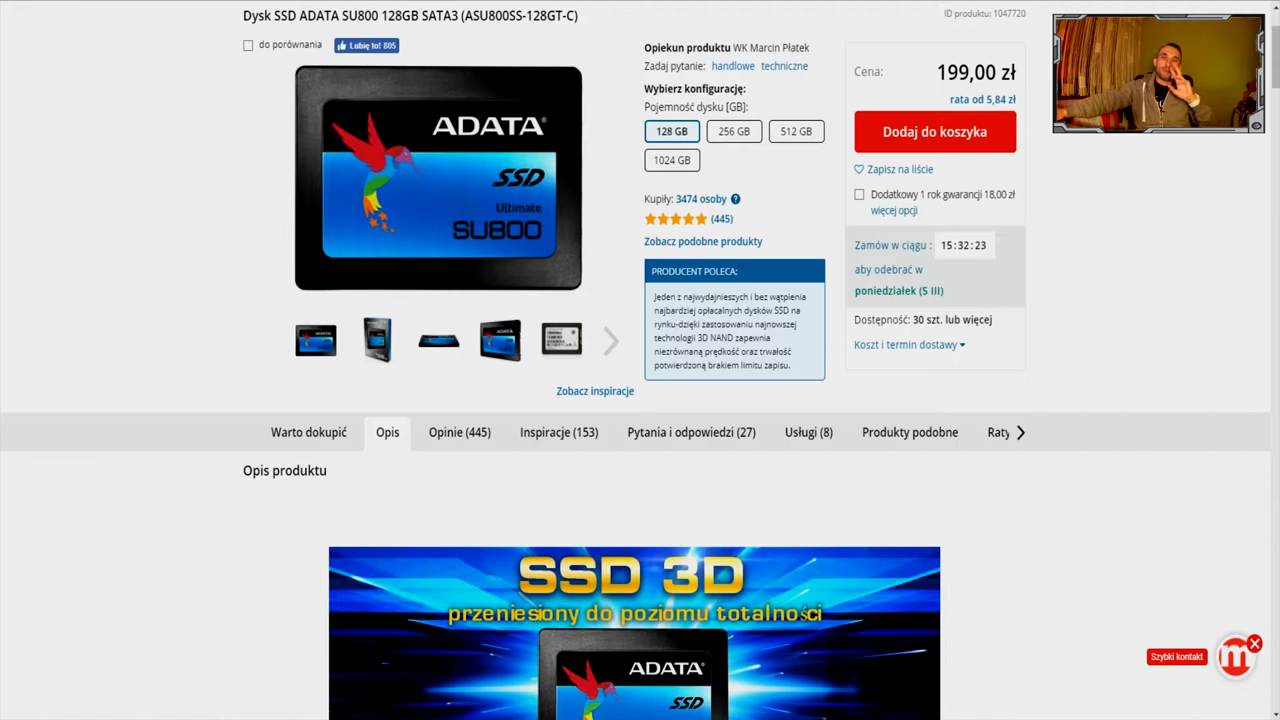 Dysk SSD ADATA SU800 128GB SATA3 (ASU800SS-128GT-C)
ID produktu: 1047720
do porównania
Lubię to! 805
ADATA®
SSD
Ultimate
SU800
Zobacz inspiracje
Opiekun produktu WK Marcin Płatek
Zadaj pytanie: handlowe techniczne
Wybierz konfigurację:
Pojemność dysku [GB]:
128 GB 256 GB 512 GB
1024 GB
Kupiły: 3474 osoby ?
(445)
Zobacz podobne produkty
PRODUCENT POLECA:
Jeden z najwydajnieszych i bez wątpienia
najbardziej opłacalnych dysków SSD na
rynku-dzięki zastosowaniu najnowszej
technologii 3D NAND zapewnia
niezrównaną prędkość oraz trwałość
potwierdzoną brakiem limitu zapisu.
Cena: 199,00 zł
rata od 5,84 zł
Dodaj do koszyka
Zapisz na liście
Dodatkowy 1 rok gwarancji 18,00 zł
więcej opcji
Zamów w ciągu : 15:32:23
aby odebrać w
poniedziałek (5 III)
Dostępność: 30 szt. lub więcej
Koszt i termin dostawy
Warto dokupić Opis Opinie (445) Inspiracje (153) Pytania i odpowiedzi (27) Usługi (8) Produkty podobne Raty
Opis produktu
SSD 3D
przeniesiony do poziomu totalności
ADATA®
SSD
Szybki kontakt
m